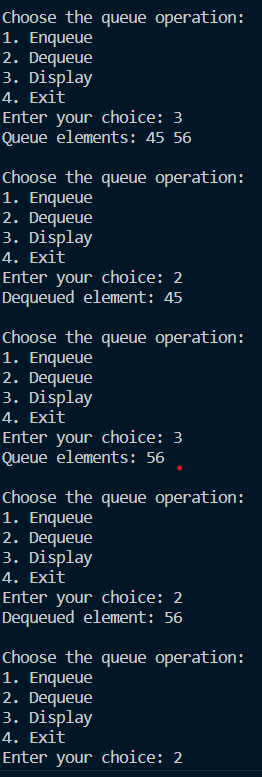 Choose the queue operation:
1. Enqueue
2. Dequeue
3. Display
4. Exit
Enter your choice: 3
Queue elements: 45 56
Choose the queue operation:
1. Enqueue
2. Dequeue
3. Display
4. Exit
Enter your choice: 2
Dequeued element: 45
Choose the queue operation:
1. Enqueue
2. Dequeue
3. Display
4. Exit
Enter your choice: 3
Queue elements: 56
Choose the queue operation:
1. Enqueue
2. Dequeue
3. Display
4. Exit
Enter your choice: 2
Dequeued element: 56
Choose the queue operation:
1. Enqueue
2. Dequeue
3. Display
4. Exit
Enter your choice: 2